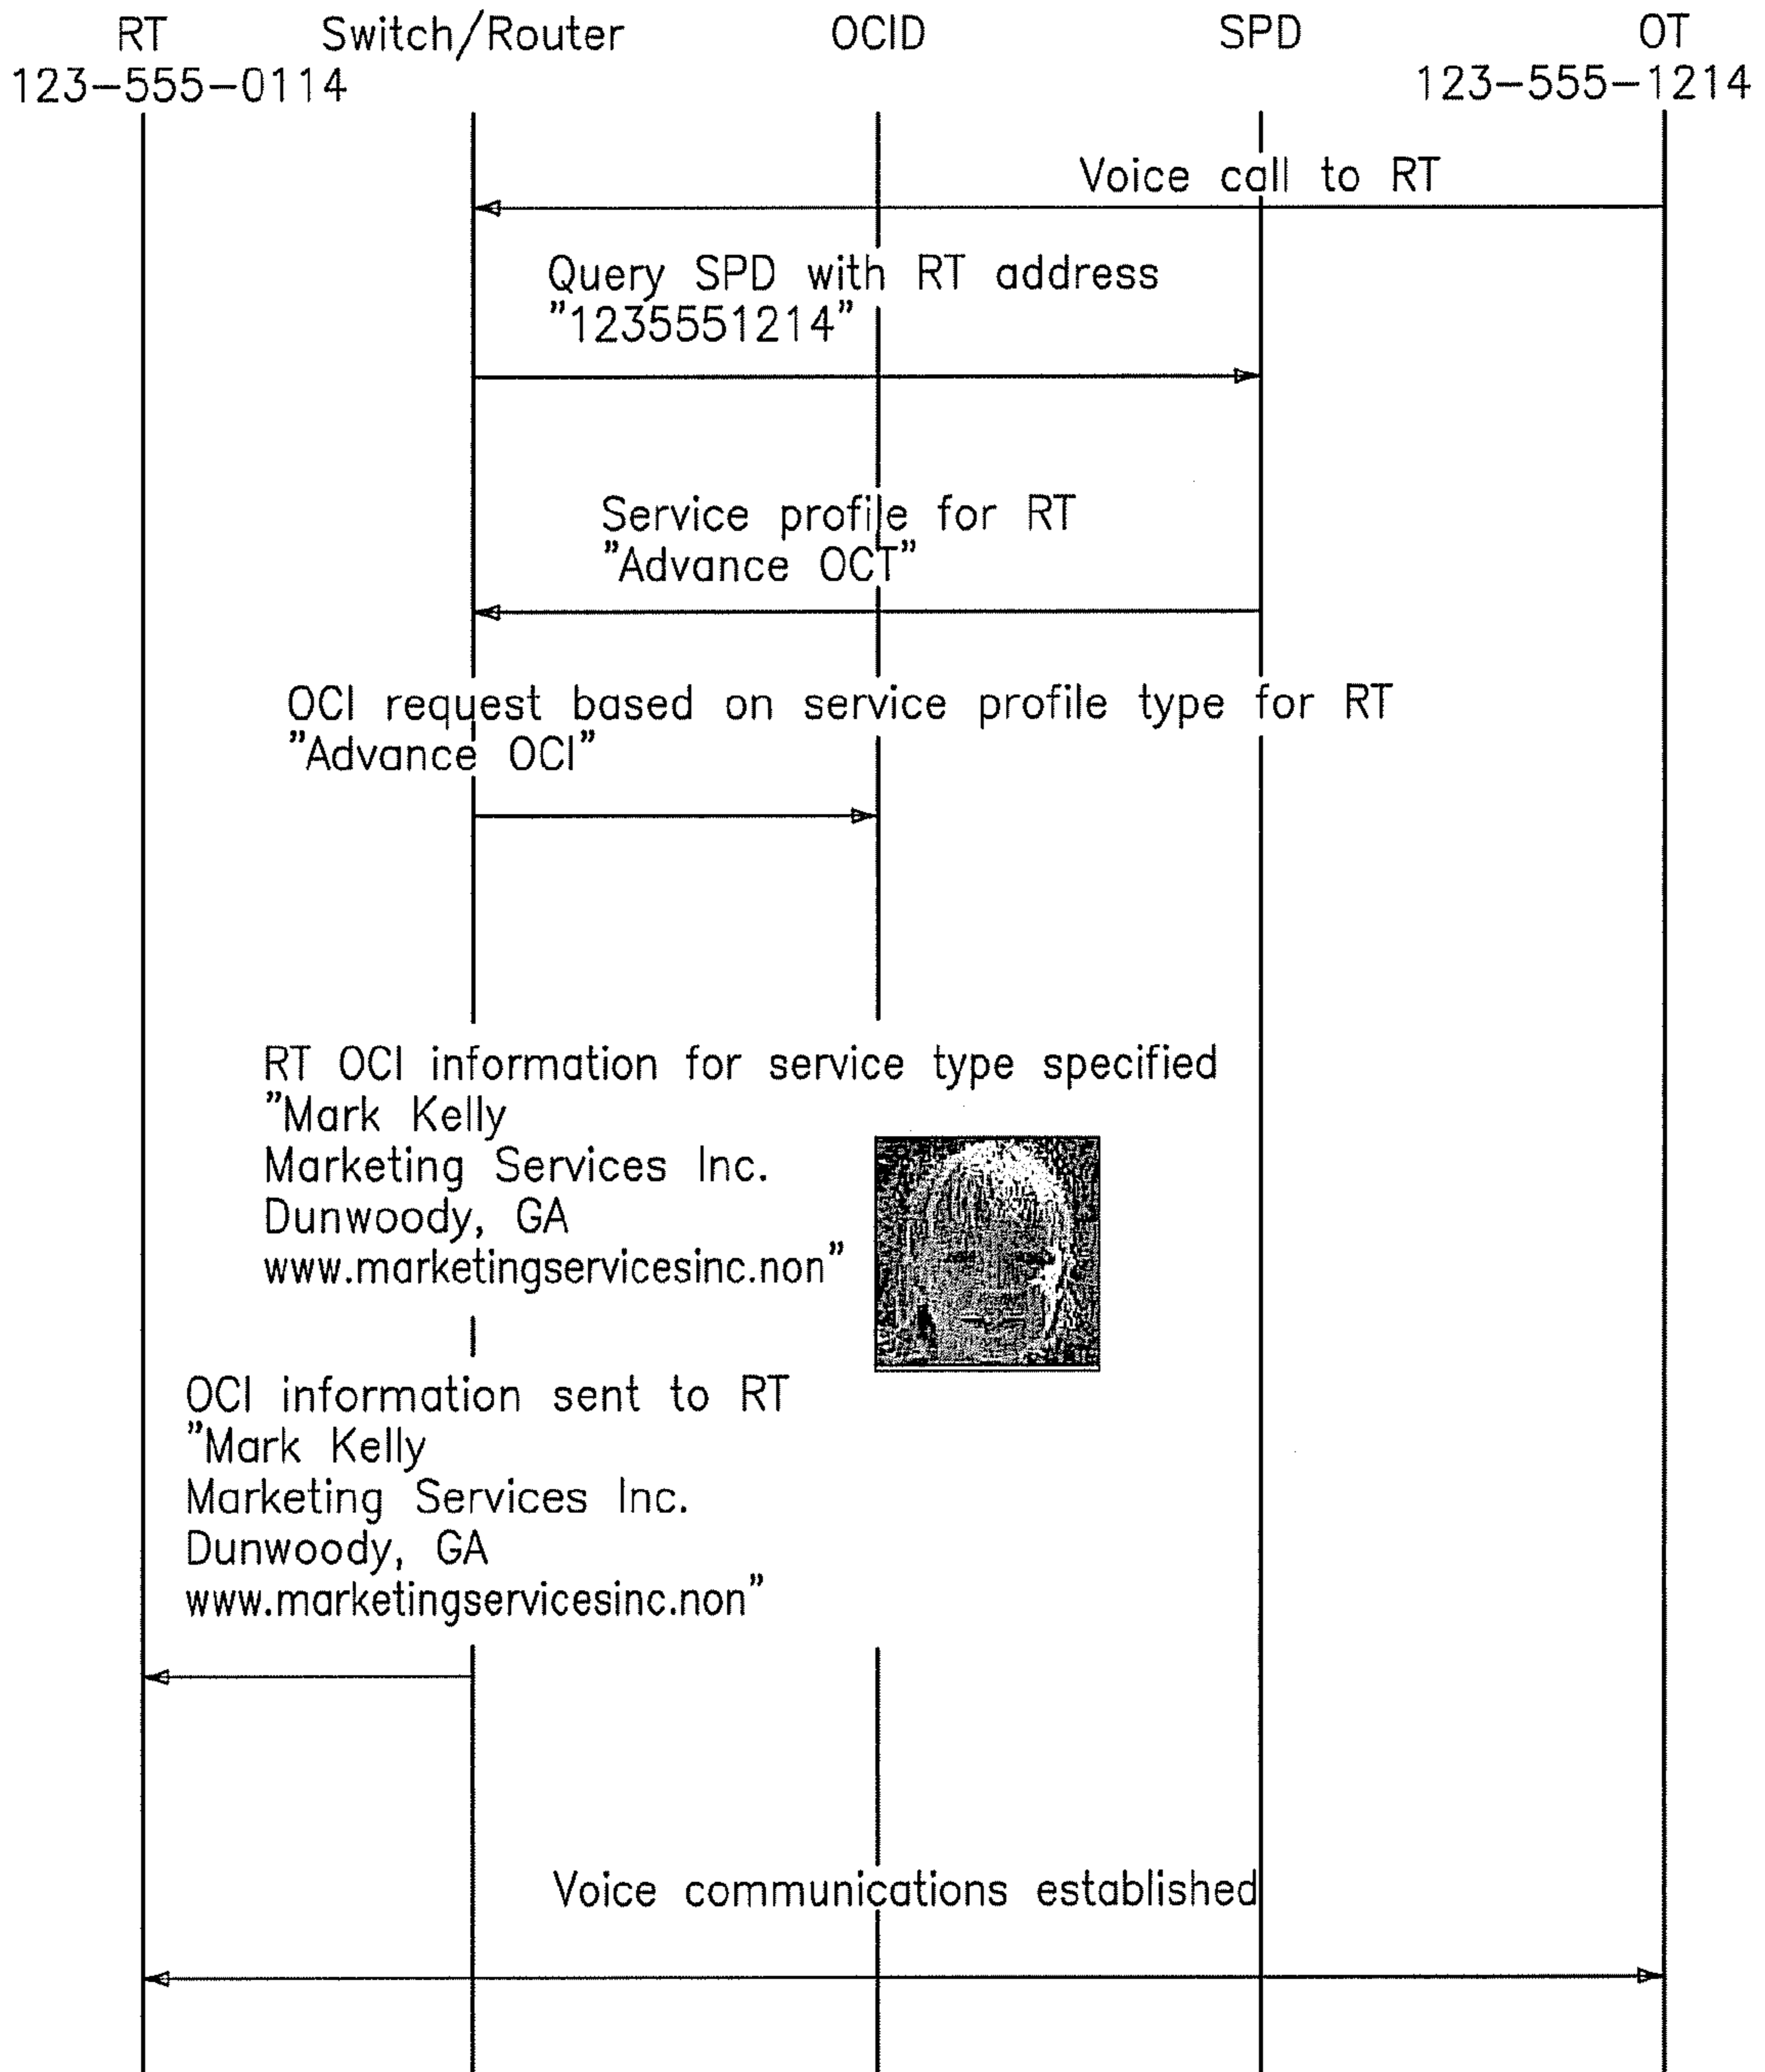 RT Switch/Router OCID SPD OT
123-555-0114 123-555-1214
Voice call to RT
Query SPD with RT address
"1235551214"
Service profile for RT
"Advance OCT"
OCI request based on service profile type for RT
"Advance OCI"
RT OCI information for service type specified
"Mark Kelly
Marketing Services Inc.
Dunwoody, GA
www.marketingservicesinc.non"
OCI information sent to RT
"Mark Kelly
Marketing Services Inc.
Dunwoody, GA
www.marketingservicesinc.non"
Voice communications established